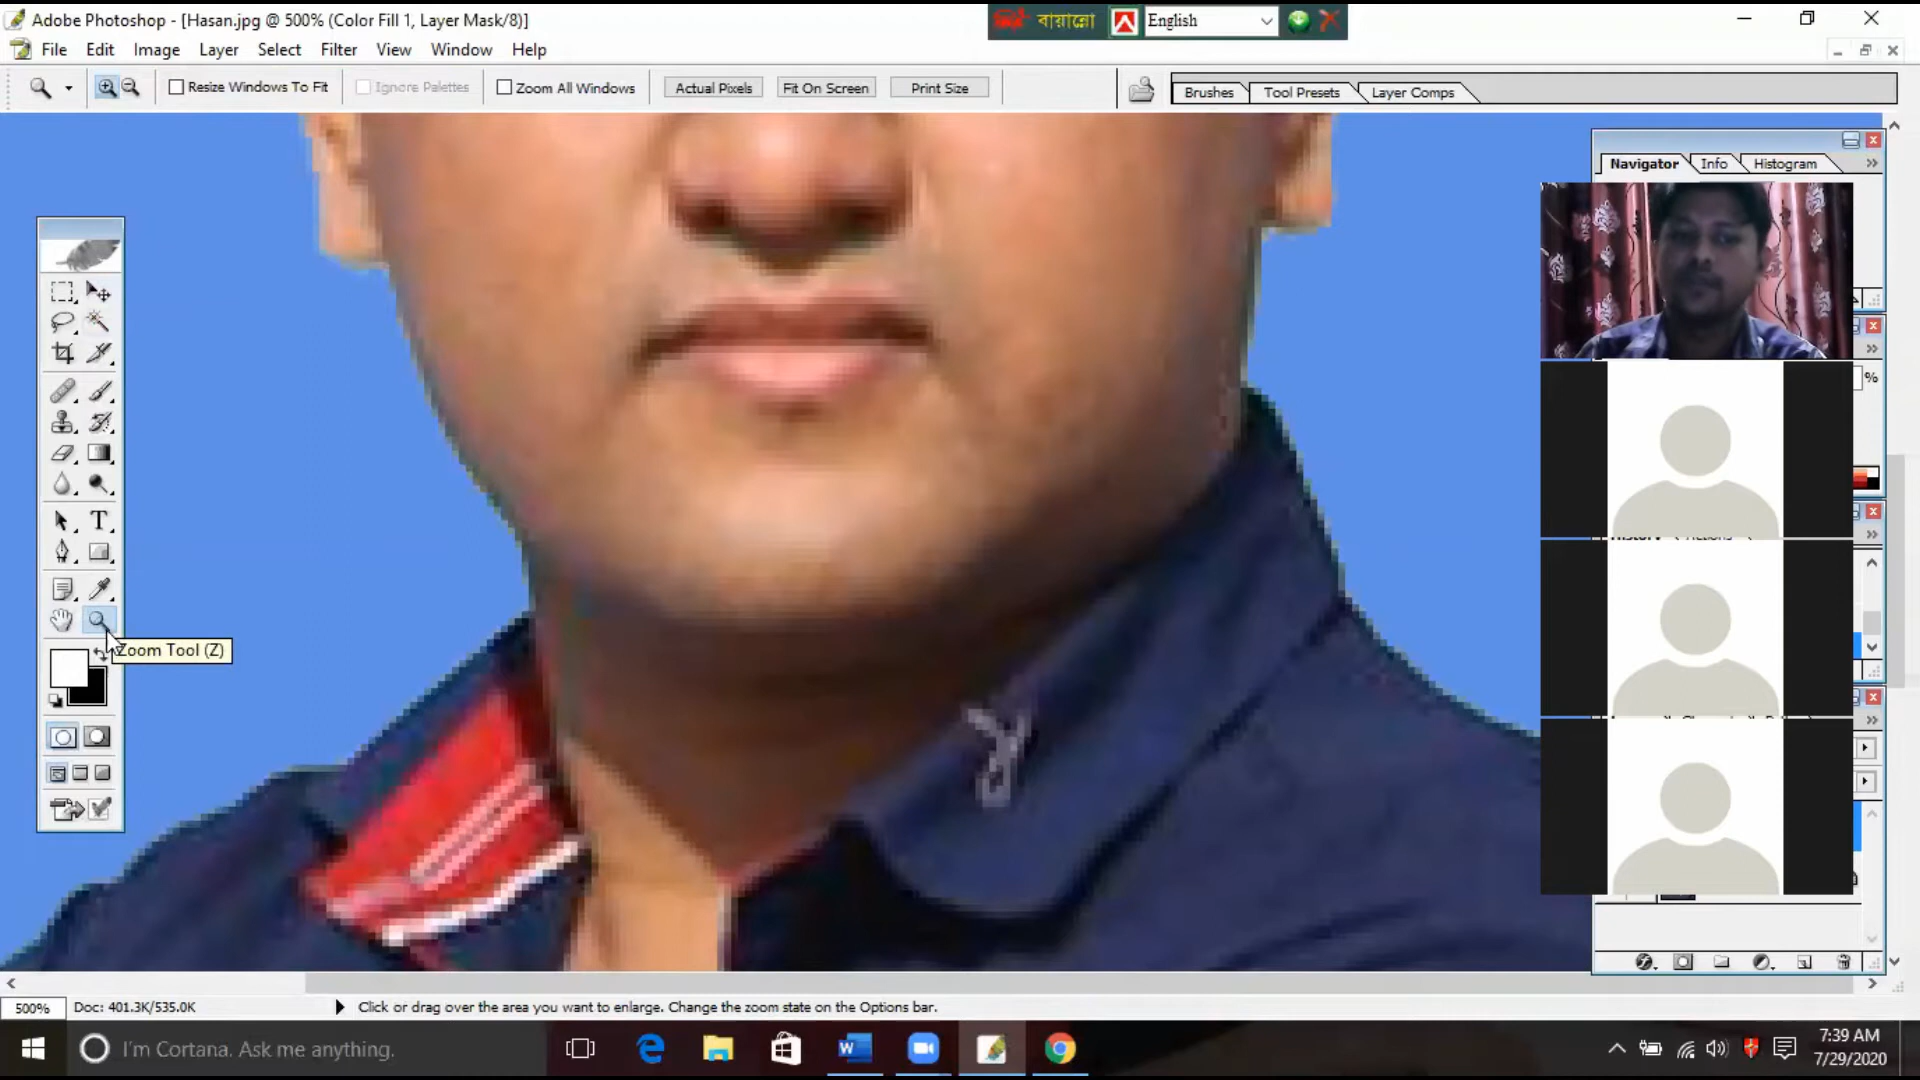 Adobe Photoshop - [Hasan.jpg @ 500% (Color Fill 1, Layer Mask/8)]
বায়ান্নো
English
File Edit Image Layer Select Filter View Window Help
Resize Windows To Fit
Ignore Palettes
Zoom All Windows
Actual Pixels
Fit On Screen
Print Size
Brushes
Tool Presets
Layer Comps
Navigator
Info
Histogram
%
T
Zoom Tool (Z)
500%
Doc: 401.3K/535.0K
Click or drag over the area you want to enlarge. Change the zoom state on the Options bar.
I'm Cortana. Ask me anything.
7:39 AM
7/29/2020